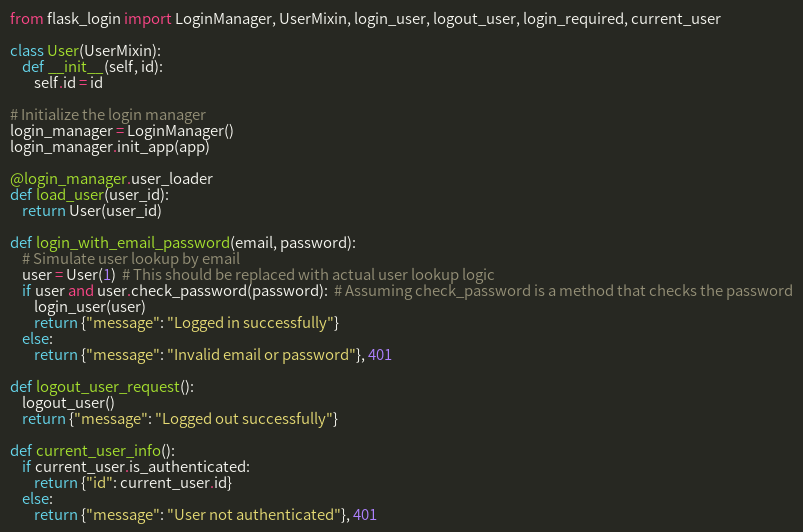 from flask_login import LoginManager, UserMixin, login_user, logout_user, login_required, current_user

class User(UserMixin):
    def __init__(self, id):
        self.id = id

# Initialize the login manager
login_manager = LoginManager()
login_manager.init_app(app)

@login_manager.user_loader
def load_user(user_id):
    return User(user_id)

def login_with_email_password(email, password):
    # Simulate user lookup by email
    user = User(1)  # This should be replaced with actual user lookup logic
    if user and user.check_password(password):  # Assuming check_password is a method that checks the password
        login_user(user)
        return {"message": "Logged in successfully"}
    else:
        return {"message": "Invalid email or password"}, 401

def logout_user_request():
    logout_user()
    return {"message": "Logged out successfully"}

def current_user_info():
    if current_user.is_authenticated:
        return {"id": current_user.id}
    else:
        return {"message": "User not authenticated"}, 401